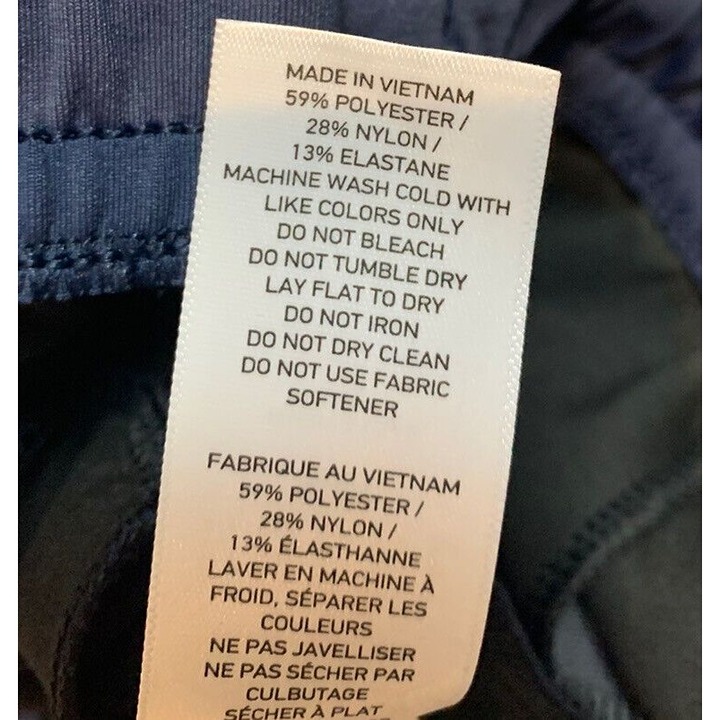 MADE IN VIETNAM
59% POLYESTER /
28% NYLON /
13% ELASTANE
MACHINE WASH COLD WITH
LIKE COLORS ONLY
DO NOT BLEACH
DO NOT TUMBLE DRY
LAY FLAT TO DRY
DO NOT IRON
DO NOT DRY CLEAN
DO NOT USE FABRIC
SOFTENER
FABRIQUE AU VIETNAM
59% POLYESTER /
28% NYLON /
13% ÉLASTHANNE
LAVER EN MACHINE À
FROID, SÉPARER LES
COULEURS
NE PAS JAVELLISER
NE PAS SÉCHER PAR
CULBUTAGE
SÉCHER À PLAT